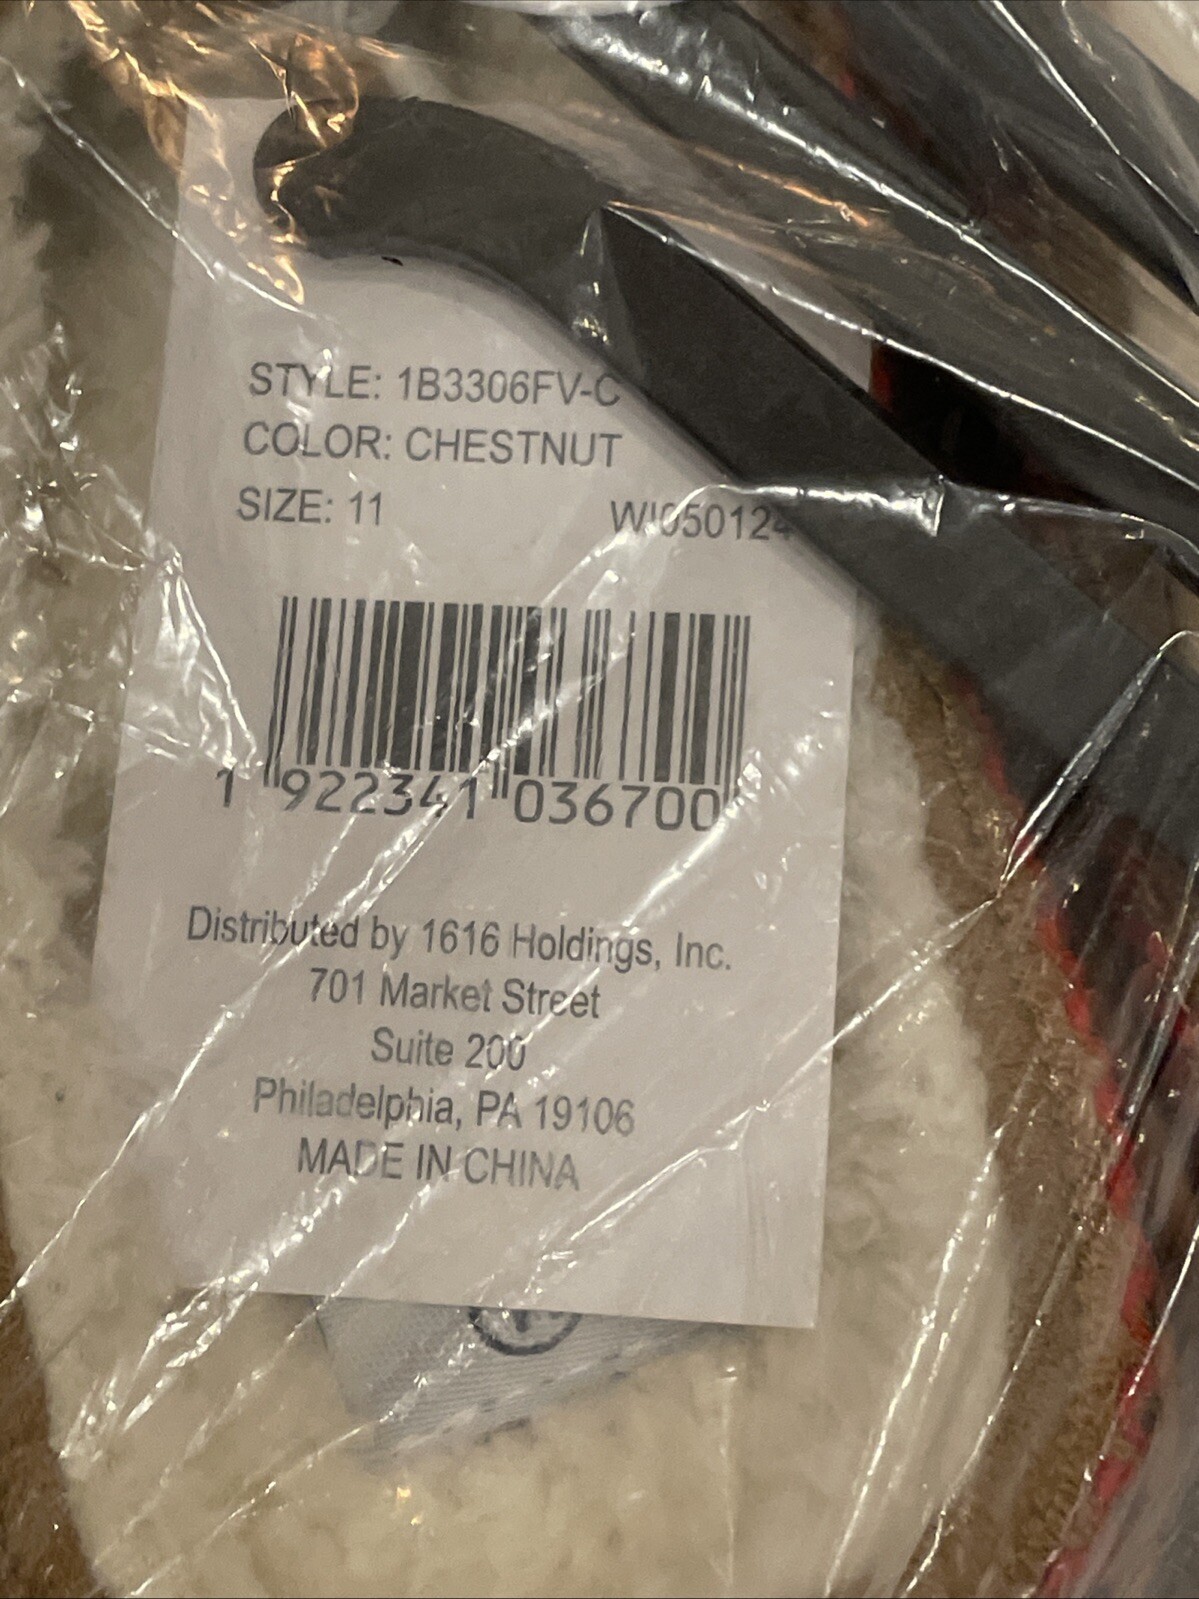 STYLE: 1B3306FV-C
COLOR: CHESTNUT
SIZE: 11 WI050124
1 922341 036700
Distributed by 1616 Holdings, Inc.
701 Market Street
Suite 200
Philadelphia, PA 19106
MADE IN CHINA